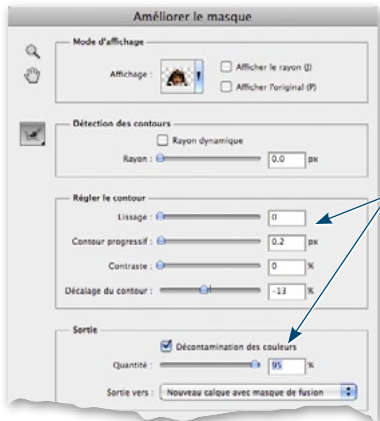 Améliorer le masque
Mode d'affichage
Affichage :
Afficher le rayon (J)
Afficher l'original (P)
Détection des contours
Rayon dynamique
Rayon : 0,0 px
Régler le contour
Lissage : 0
Contour progressif : 0,2 px
Contraste : 0 %
Décalage du contour : -13 %
Sortie
Décontamination des couleurs
Quantité : 95 %
Sortie vers : Nouveau calque avec masque de fusion